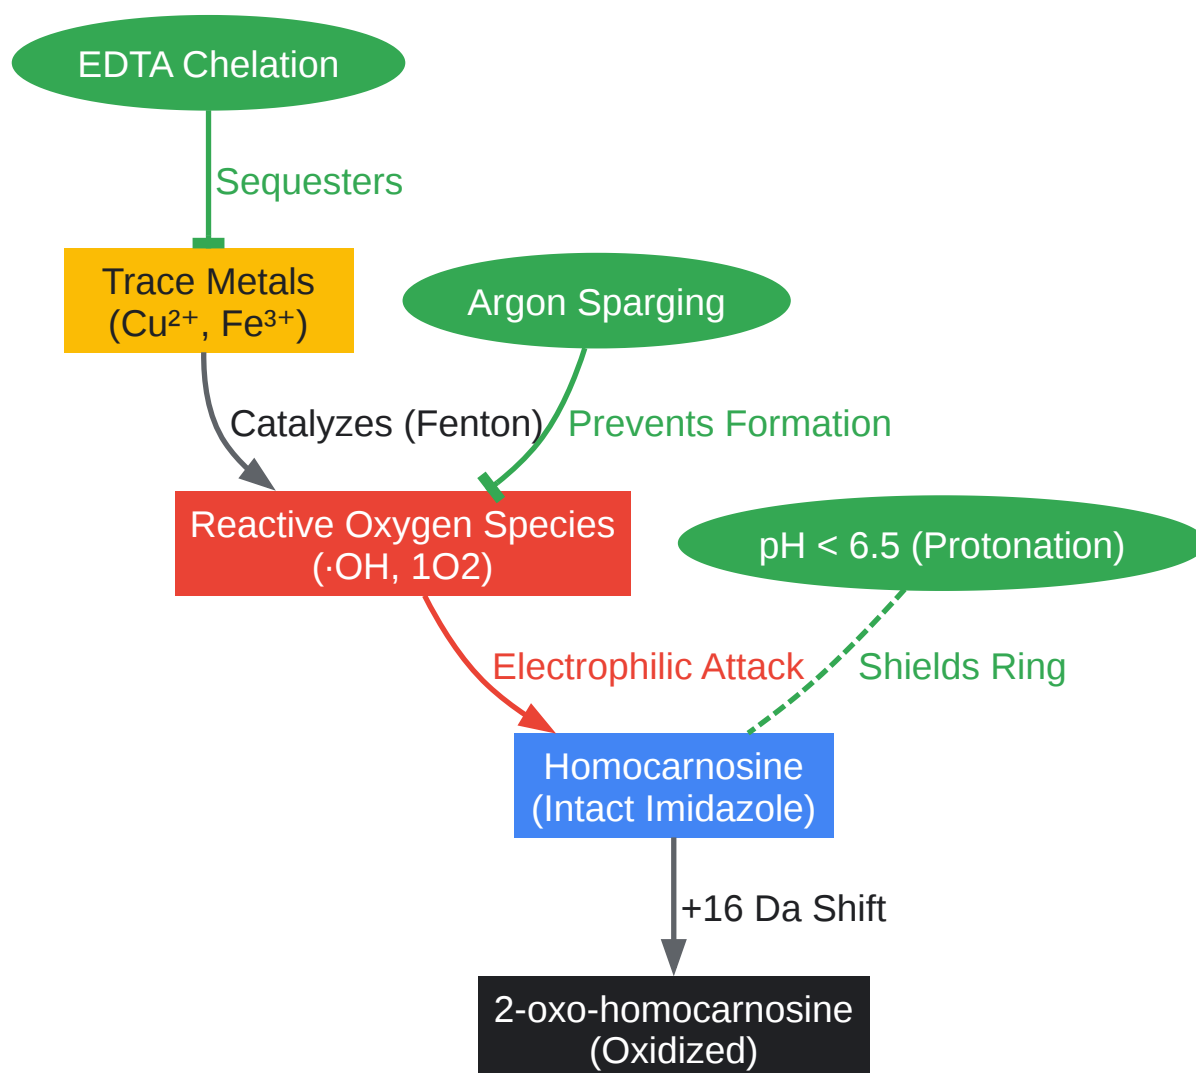 EDTA Chelation
Sequesters
Trace Metals
(Cu²⁺, Fe³⁺)
Argon Sparging
Catalyzes (Fenton)
Prevents Formation
Reactive Oxygen Species
(·OH, 1O2)
pH < 6.5 (Protonation)
Electrophilic Attack
Shields Ring
Homocarnosine
(Intact Imidazole)
+16 Da Shift
2-oxo-homocarnosine
(Oxidized)